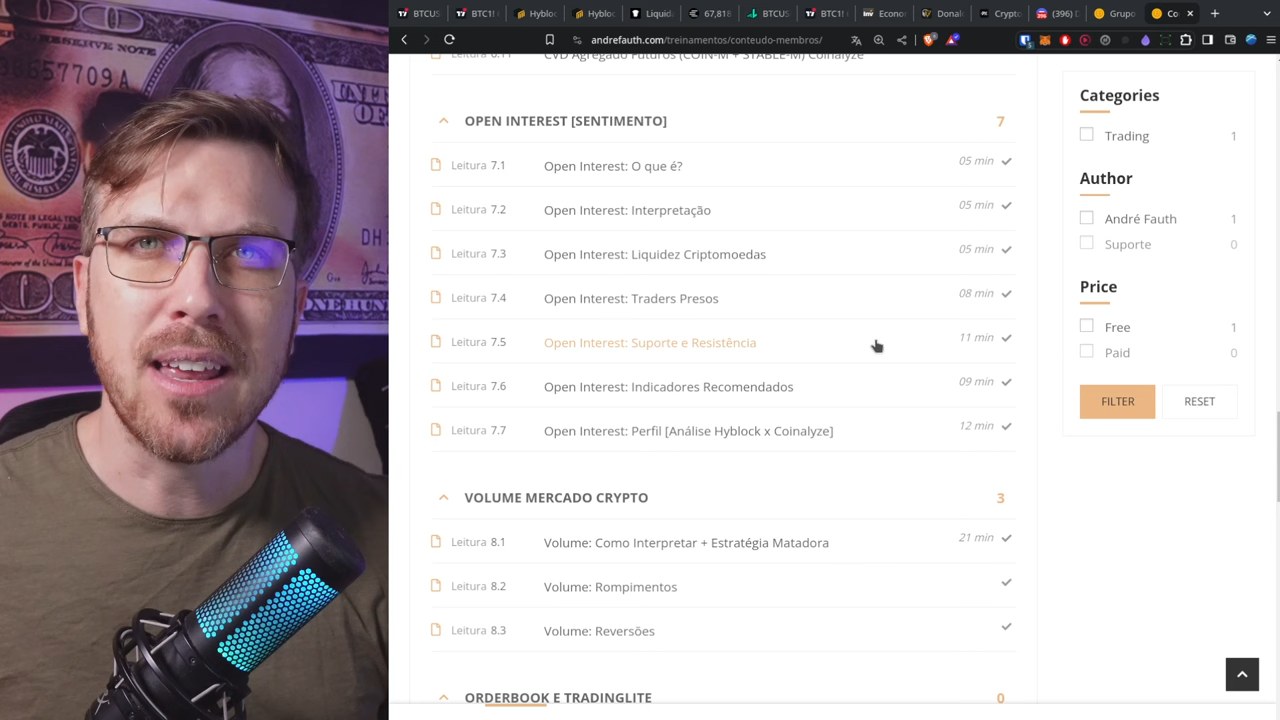 BTCUS
BTC1!
Hybloc
Hybloc
Liquida
67,818
BTCUS
BTC1!
Econo
Donal
Crypto
(396)
Grupo
Co
andrefauth.com/treinamentos/conteudo-membros/
CVD Agregado Futuros (COIN-M + STABLE-M) Coinalyze
OPEN INTEREST [SENTIMENTO] 7
Leitura 7.1 Open Interest: O que é? 05 min
Leitura 7.2 Open Interest: Interpretação 05 min
Leitura 7.3 Open Interest: Liquidez Criptomoedas 05 min
Leitura 7.4 Open Interest: Traders Presos 08 min
Leitura 7.5 Open Interest: Suporte e Resistência 11 min
Leitura 7.6 Open Interest: Indicadores Recomendados 09 min
Leitura 7.7 Open Interest: Perfil [Análise Hyblock x Coinalyze] 12 min
VOLUME MERCADO CRYPTO 3
Leitura 8.1 Volume: Como Interpretar + Estratégia Matadora 21 min
Leitura 8.2 Volume: Rompimentos
Leitura 8.3 Volume: Reversões
ORDERBOOK E TRADINGLITE 0
Categories
Trading 1
Author
André Fauth 1
Suporte 0
Price
Free 1
Paid 0
FILTER RESET